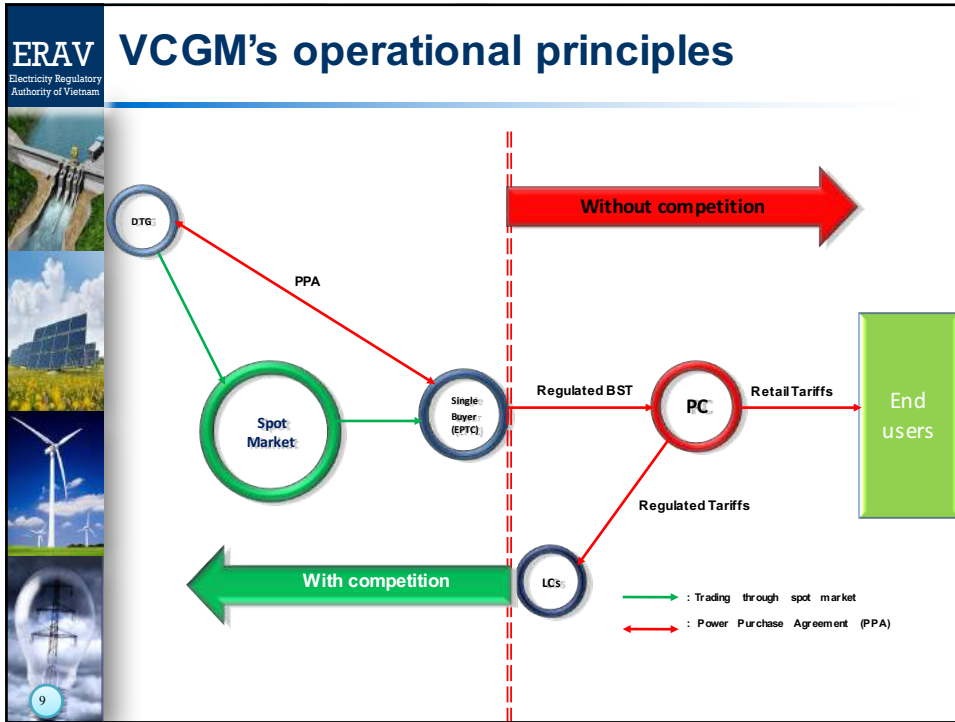 ERAV
Electricity Regulatory
Authority of Vietnam
VCGM's operational principles
Without competition
DTG
PPA
Spot
Market
Single
Buyer
(EPTC)
Regulated BST
PC
Retail Tariffs
End
users
Regulated Tariffs
With competition
LCs
: Trading through spot market
: Power Purchase Agreement (PPA)
9